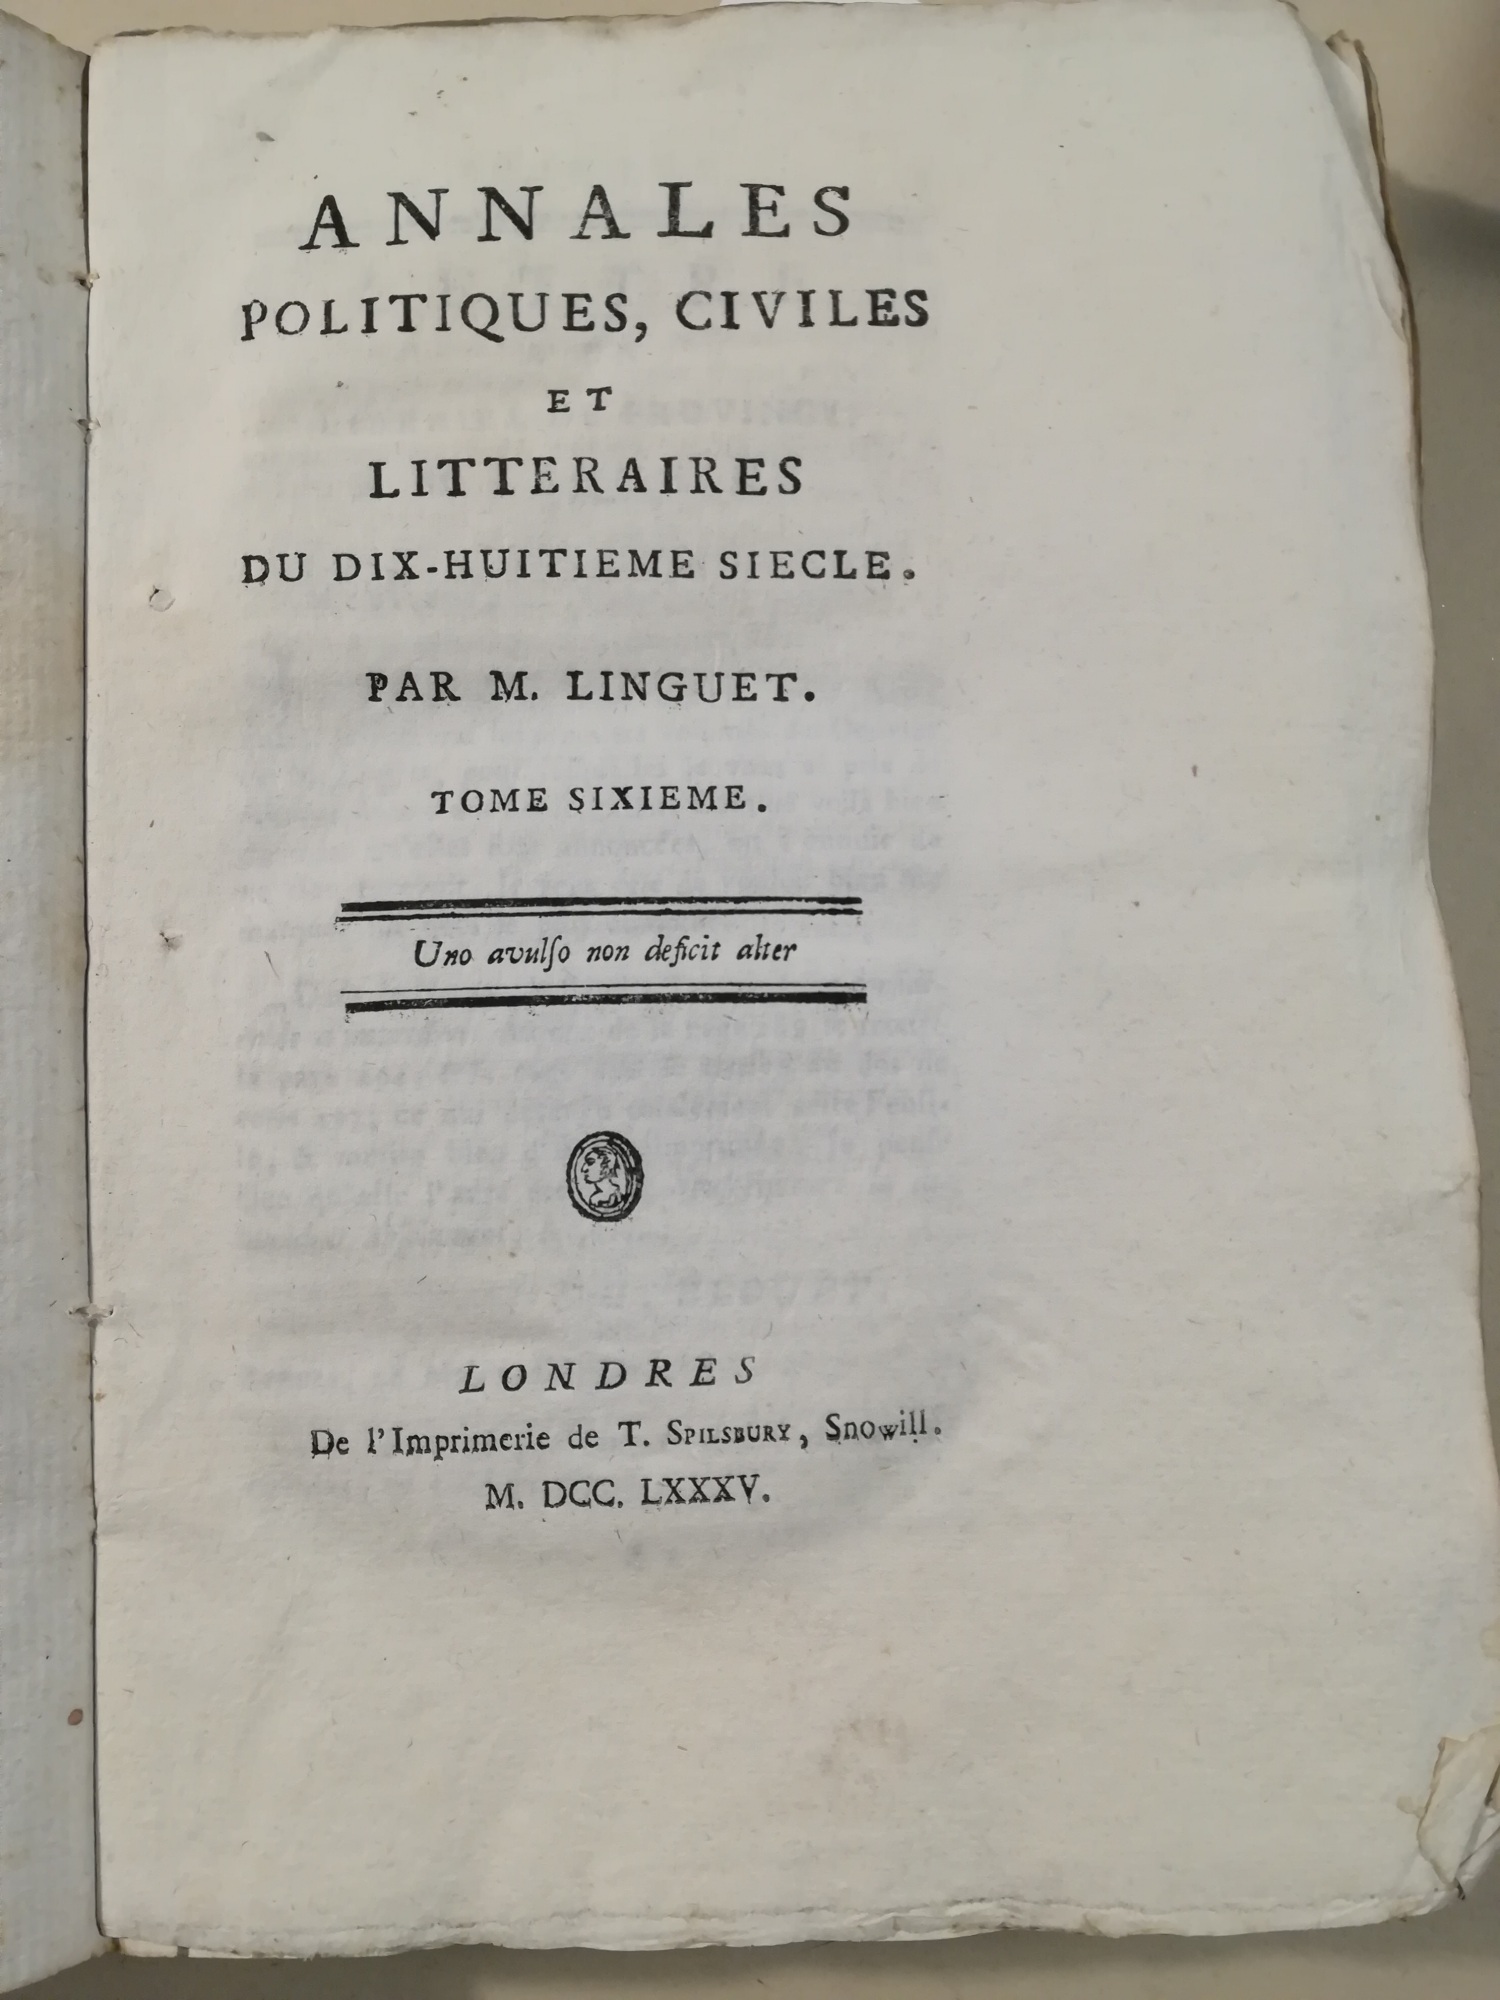 ANNALES
POLITIQUES, CIVILES
ET
LITTERAIRES
DU DIX-HUITIEME SIECLE.
PAR M. LINGUET.
TOME SIXIEME.
Uno avulſo non deficit alter
LONDRES
De l'Imprimerie de T. SPILSBURY, Snowill.
M. DCC. LXXXV.